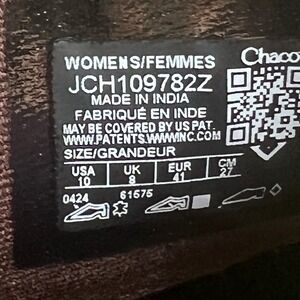 WOMENS/FEMMES
Chaco
JCH109782Z
MADE IN INDIA
FABRIQUÉ EN INDE
MAY BE COVERED BY US PAT.
WWW.PATENTS.WWWINC.COM
SIZE/GRANDEUR
USA UK EUR CM
10 8 41 27
0424 61575